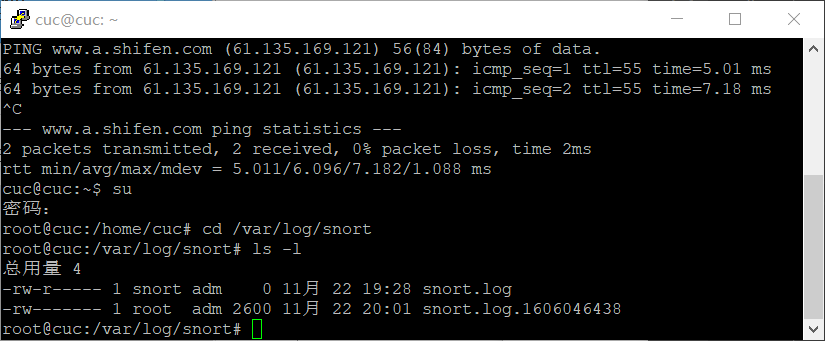 cuc@cuc: ~
PING www.a.shifen.com (61.135.169.121) 56(84) bytes of data.
64 bytes from 61.135.169.121 (61.135.169.121): icmp_seq=1 ttl=55 time=5.01 ms
64 bytes from 61.135.169.121 (61.135.169.121): icmp_seq=2 ttl=55 time=7.18 ms
^C
--- www.a.shifen.com ping statistics ---
2 packets transmitted, 2 received, 0% packet loss, time 2ms
rtt min/avg/max/mdev = 5.011/6.096/7.182/1.088 ms
cuc@cuc:~$ su
密码：
root@cuc:/home/cuc# cd /var/log/snort
root@cuc:/var/log/snort# ls -l
总用量 4
-rw-r----- 1 snort adm    0 11月 22 19:28 snort.log
-rw------- 1 root  adm 2600 11月 22 20:01 snort.log.1606046438
root@cuc:/var/log/snort#